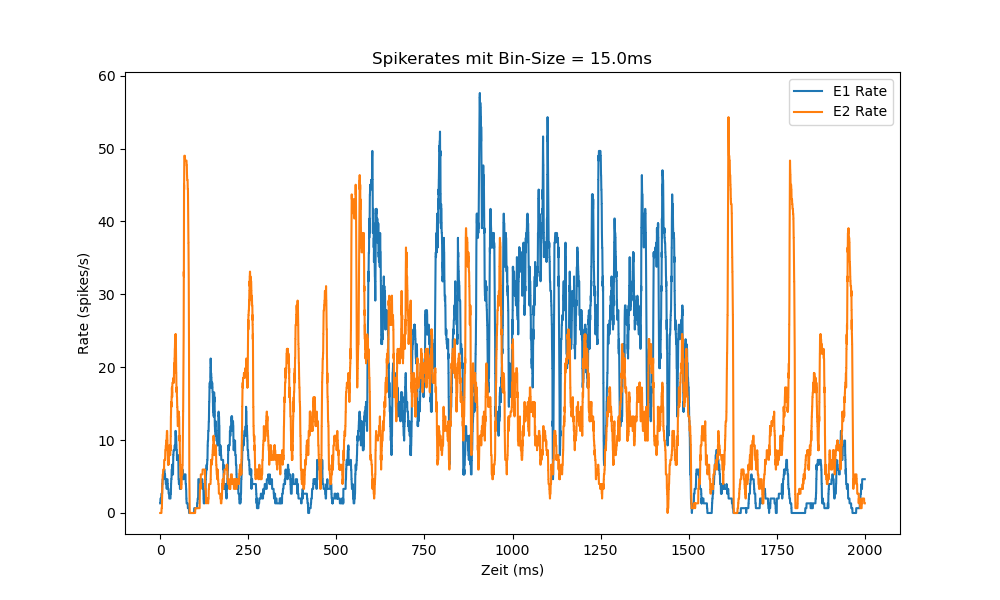 Spikerates mit Bin-Size = 15.0ms
E1 Rate
E2 Rate
60
50
40
30
20
10
0
Rate (spikes/s)
0 250 500 750 1000 1250 1500 1750 2000
Zeit (ms)